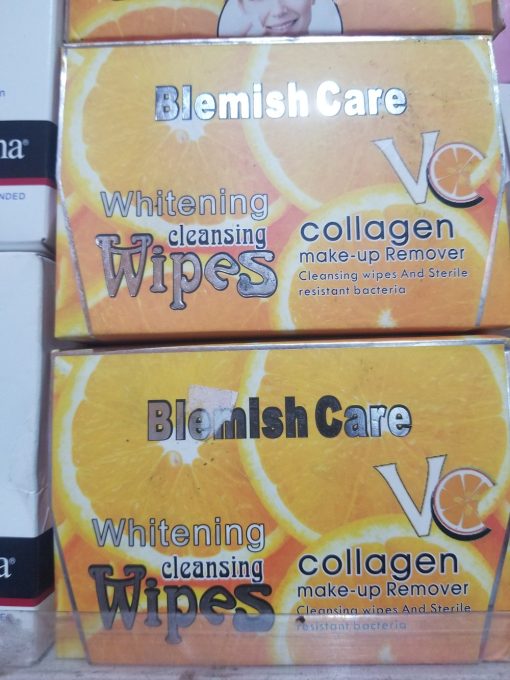 Blemish Care
VC
Whitening
cleansing
Wipes
collagen
make-up Remover
Cleansing wipes And Sterile
resistant bacteria
Blemish Care
VC
Whitening
cleansing
Wipes
collagen
make-up Remover
Cleansing wipes And Sterile
resistant bacteria